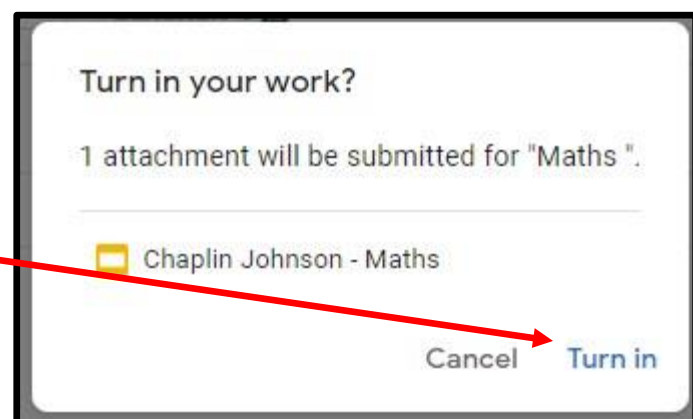 Turn in your work?
1 attachment will be submitted for "Maths ".
Chaplin Johnson - Maths
Cancel Turn in